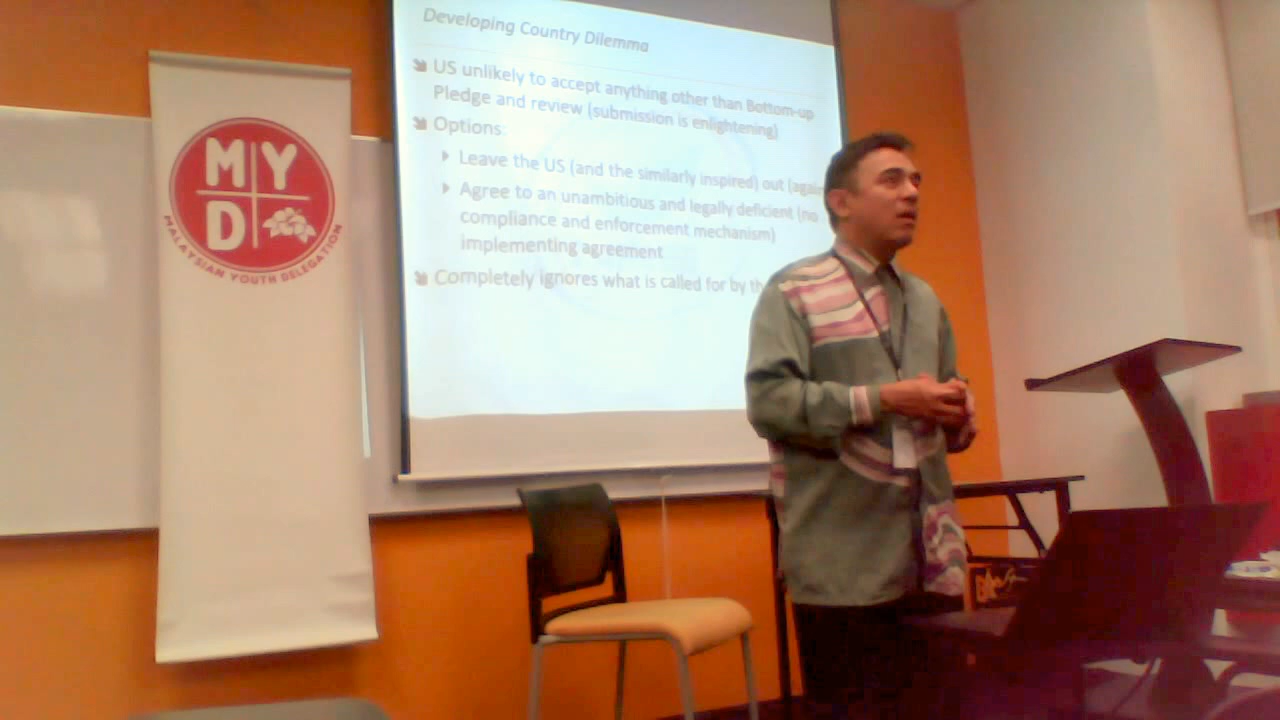 MY
D
MALAYSIAN YOUTH DELEGATION
Developing Country Dilemma
US unlikely to accept anything other than Bottom-up
Pledge and review (submission is enlightening)
Options:
Leave the US (and the similarly inspired) out (again
Agree to an unambitious and legally deficient (no
compliance and enforcement mechanism)
implementing agreement
Completely ignores what is called for by